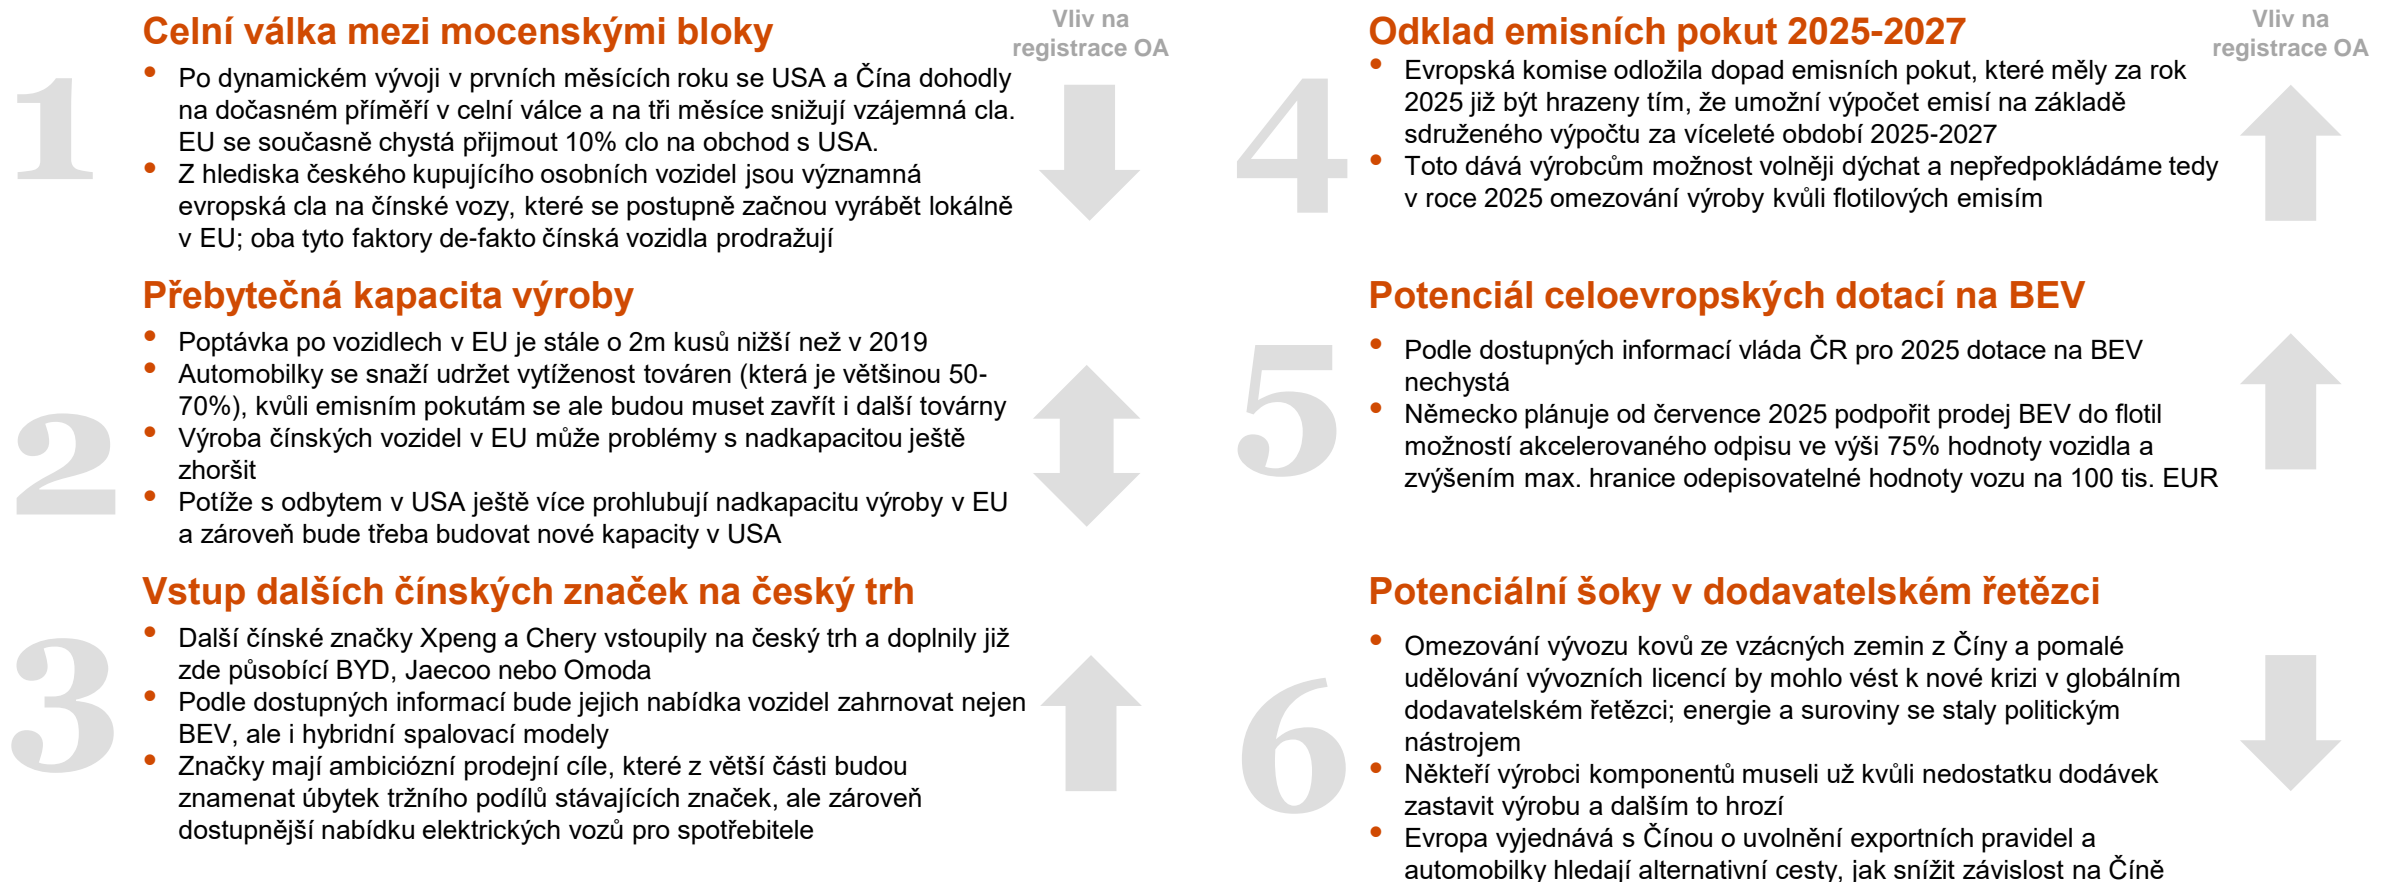 Celní válka mezi mocenskými bloky
Vliv na
registrace OA
1
• Po dynamickém vývoji v prvních měsících roku se USA a Čína dohodly
na dočasném příměří v celní válce a na tři měsíce snižují vzájemná cla.
EU se současně chystá přijmout 10% clo na obchod s USA.
• Z hlediska českého kupujícího osobních vozidel jsou významná
evropská cla na čínské vozy, které se postupně začnou vyrábět lokálně
v EU; oba tyto faktory de-fakto čínská vozidla prodražují
Přebytečná kapacita výroby
2
• Poptávka po vozidlech v EU je stále o 2m kusů nižší než v 2019
• Automobilky se snaží udržet vytíženost továren (která je většinou 50-
70%), kvůli emisním pokutám se ale budou muset zavřít i další továrny
• Výroba čínských vozidel v EU může problémy s nadkapacitou ještě
zhoršit
• Potíže s odbytem v USA ještě více prohlubují nadkapacitu výroby v EU
a zároveň bude třeba budovat nové kapacity v USA
Vstup dalších čínských značek na český trh
3
• Další čínské značky Xpeng a Chery vstoupily na český trh a doplnily již
zde působící BYD, Jaecoo nebo Omoda
• Podle dostupných informací bude jejich nabídka vozidel zahrnovat nejen
BEV, ale i hybridní spalovací modely
• Značky mají ambiciózní prodejní cíle, které z větší části budou
znamenat úbytek tržního podílů stávajících značek, ale zároveň
dostupnější nabídku elektrických vozů pro spotřebitele
Odklad emisních pokut 2025-2027
Vliv na
registrace OA
4
• Evropská komise odložila dopad emisních pokut, které měly za rok
2025 již být hrazeny tím, že umožní výpočet emisí na základě
sdruženého výpočtu za víceleté období 2025-2027
• Toto dává výrobcům možnost volněji dýchat a nepředpokládáme tedy
v roce 2025 omezování výroby kvůli flotilových emisím
Potenciál celoevropských dotací na BEV
5
• Podle dostupných informací vláda ČR pro 2025 dotace na BEV
nechystá
• Německo plánuje od července 2025 podpořit prodej BEV do flotil
možností akcelerovaného odpisu ve výši 75% hodnoty vozidla a
zvýšením max. hranice odepisovatelné hodnoty vozu na 100 tis. EUR
Potenciální šoky v dodavatelském řetězci
6
• Omezování vývozu kovů ze vzácných zemin z Číny a pomalé
udělování vývozních licencí by mohlo vést k nové krizi v globálním
dodavatelském řetězci; energie a suroviny se staly politickým
nástrojem
• Někteří výrobci komponentů museli už kvůli nedostatku dodávek
zastavit výrobu a dalším to hrozí
• Evropa vyjednává s Čínou o uvolnění exportních pravidel a
automobilky hledají alternativní cesty, jak snížit závislost na Číně